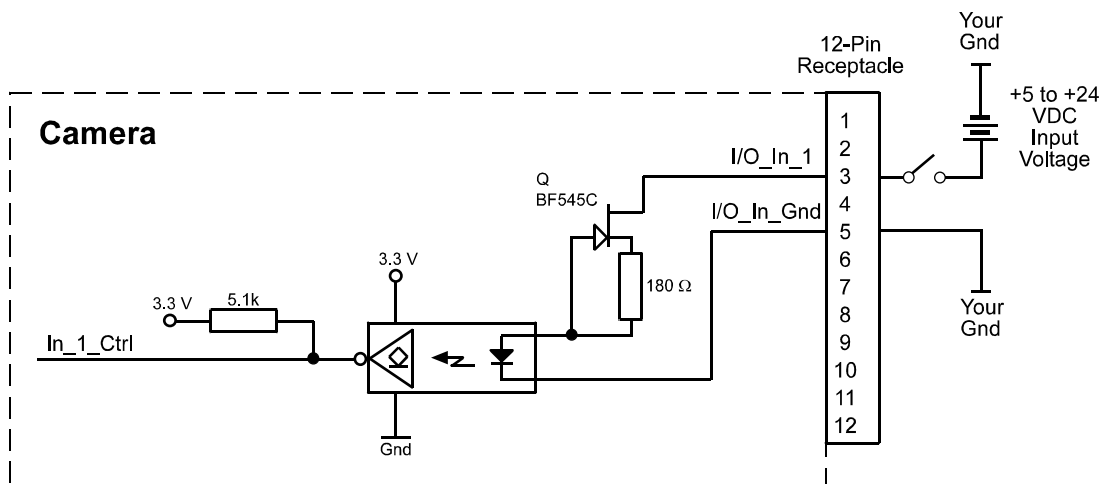 Your
Gnd
12-Pin
Receptacle
+5 to +24
VDC
Input
Voltage
Camera
1
2
3
4
5
6
7
8
9
10
11
12
I/O_In_1
Q
BF545C
I/O_In_Gnd
180 Ω
3.3 V
3.3 V
5.1k
In_1_Ctrl
Gnd
Your
Gnd